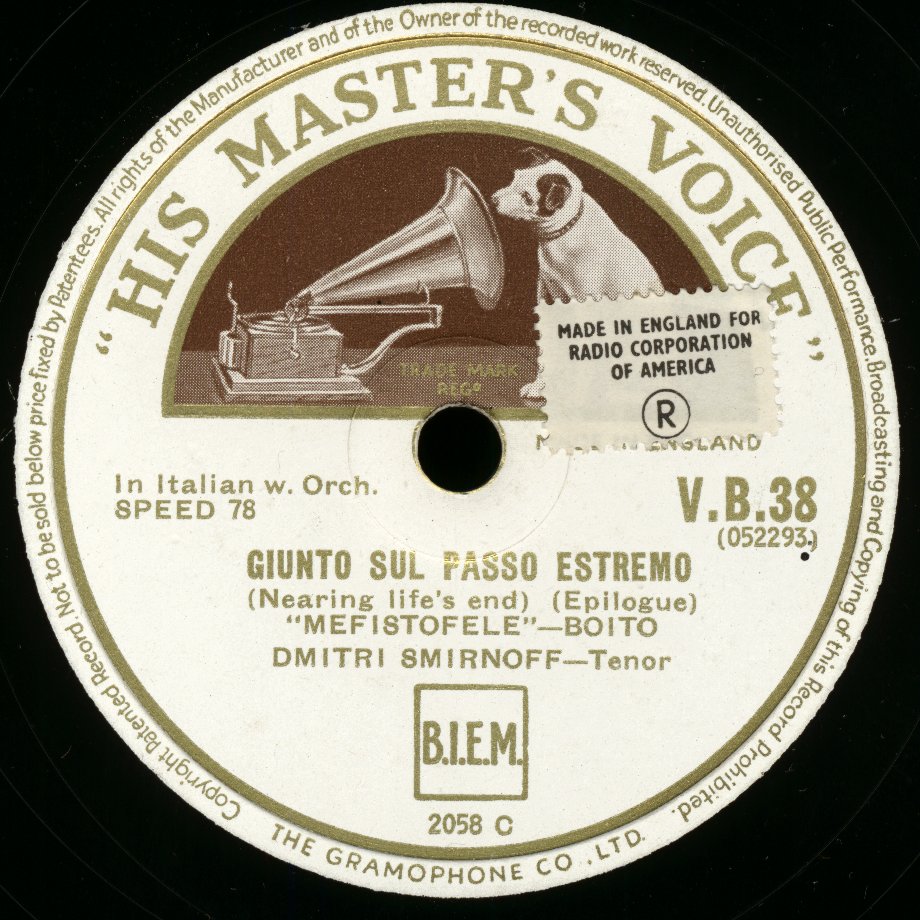 Copyright Patented Record. Not to be sold below price fixed by Patentees. All rights of the Manufacturer and of the Owner of the recorded work reserved. Unauthorised Public Performance, Broadcasting and Copying of this Record Prohibited.
"HIS MASTER'S VOICE"
TRADE MARK
REGD
MADE IN ENGLAND FOR
RADIO CORPORATION
OF AMERICA
R
ENGLAND
In Italian w. Orch.
SPEED 78
V.B.38
(052293.)
GIUNTO SUL PASSO ESTREMO
(Nearing life's end) (Epilogue)
"MEFISTOFELE"—BOITO
DMITRI SMIRNOFF—Tenor
B.I.E.M.
2058 C
THE GRAMOPHONE CO., LTD.